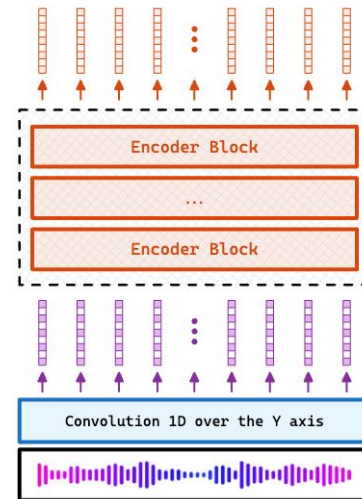 Encoder Block
...
Encoder Block
Convolution 1D over the Y axis